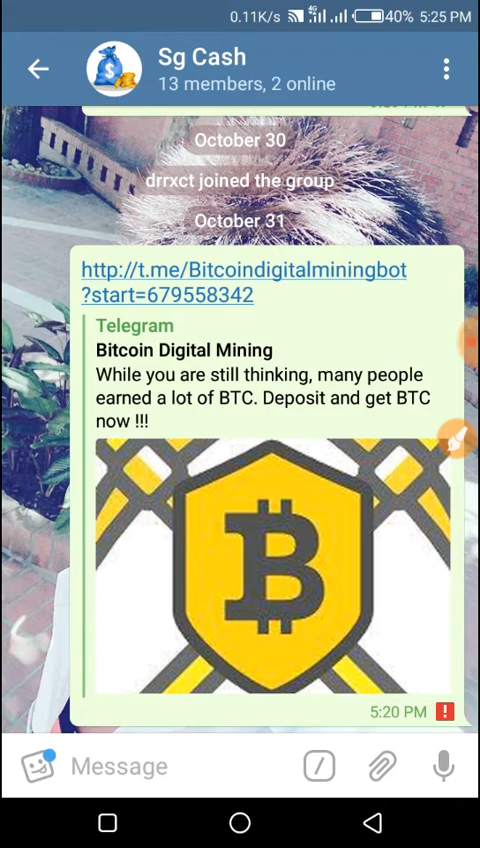 0.11K/s 4G 40% 5:25 PM
Sg Cash
13 members, 2 online
October 30
drrxct joined the group
October 31
http://t.me/Bitcoindigitalminingbot
?start=679558342
Telegram
Bitcoin Digital Mining
While you are still thinking, many people
earned a lot of BTC. Deposit and get BTC
now !!!
5:20 PM
Message